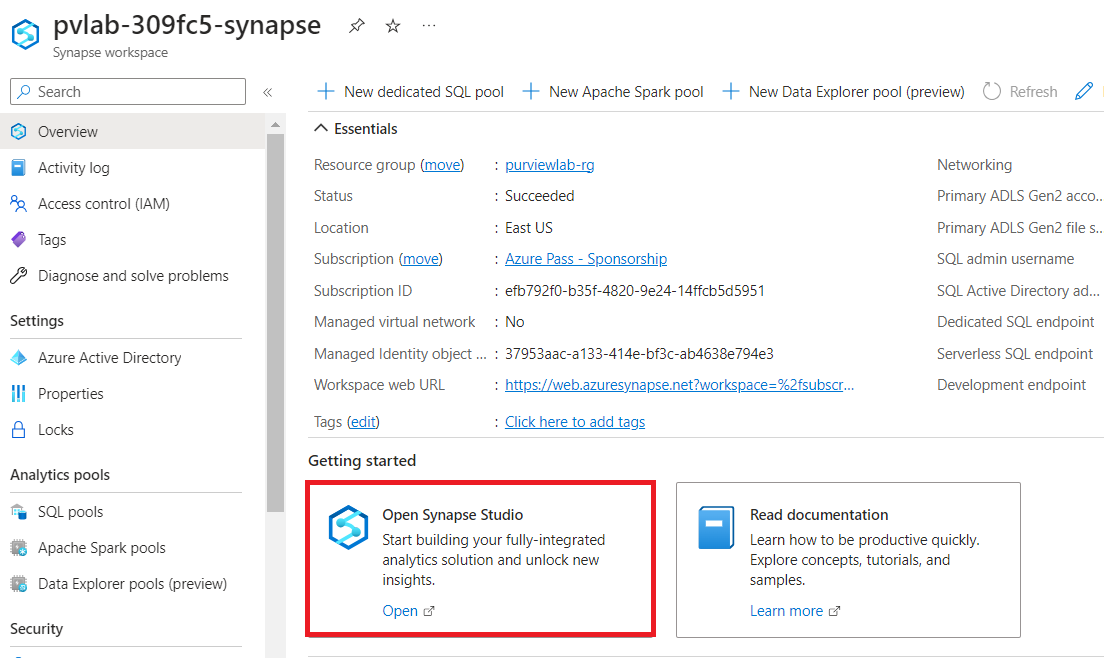 pvlab-309fc5-synapse
Synapse workspace
Search
Overview
Activity log
Access control (IAM)
Tags
Diagnose and solve problems
Settings
Azure Active Directory
Properties
Locks
Analytics pools
SQL pools
Apache Spark pools
Data Explorer pools (preview)
Security
New dedicated SQL pool
New Apache Spark pool
New Data Explorer pool (preview)
Refresh
Essentials
Resource group (move) : purviewlab-rg
Status : Succeeded
Location : East US
Subscription (move) : Azure Pass - Sponsorship
Subscription ID : efb792f0-b35f-4820-9e24-14ffcb5d5951
Managed virtual network : No
Managed Identity object ... : 37953aac-a133-414e-bf3c-ab4638e794e3
Workspace web URL : https://web.azuresynapse.net?workspace=%2fsubscr...
Tags (edit) : Click here to add tags
Networking
Primary ADLS Gen2 acco...
Primary ADLS Gen2 file s...
SQL admin username
SQL Active Directory ad...
Dedicated SQL endpoint
Serverless SQL endpoint
Development endpoint
Getting started
Open Synapse Studio
Start building your fully-integrated
analytics solution and unlock new
insights.
Open
Read documentation
Learn how to be productive quickly.
Explore concepts, tutorials, and
samples.
Learn more